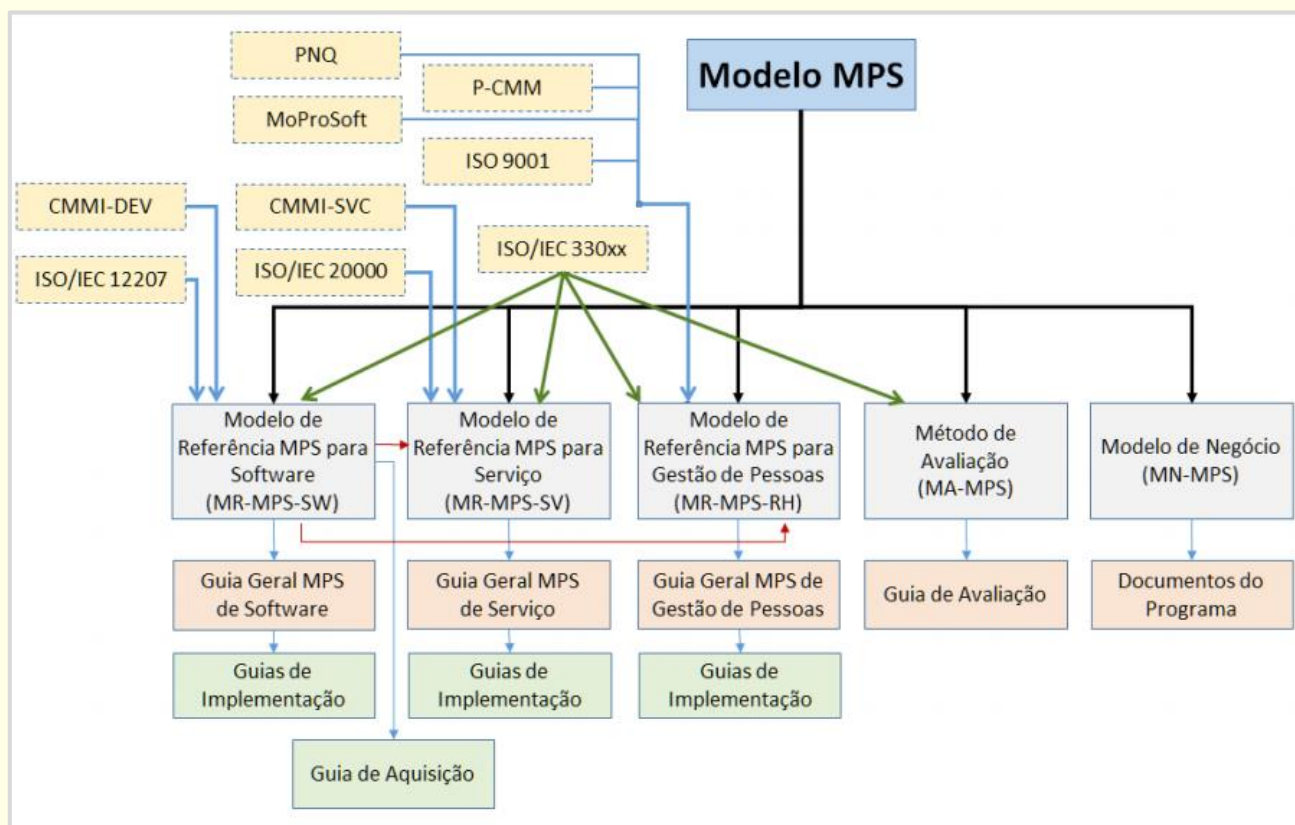 PNQ
Modelo MPS
P-CMM
MoProSoft
ISO 9001
CMMI-DEV
CMMI-SVC
ISO/IEC 330xx
ISO/IEC 12207
ISO/IEC 20000
Modelo de
Referência MPS para
Software
(MR-MPS-SW)
Modelo de
Referência MPS para
Serviço
(MR-MPS-SV)
Modelo de
Referência MPS para
Gestão de Pessoas
(MR-MPS-RH)
Método de
Avaliação
(MA-MPS)
Modelo de Negócio
(MN-MPS)
Guia Geral MPS
de Software
Guia Geral MPS
de Serviço
Guia Geral MPS de
Gestão de Pessoas
Guia de Avaliação
Documentos do
Programa
Guias de
Implementação
Guias de
Implementação
Guias de
Implementação
Guia de Aquisição